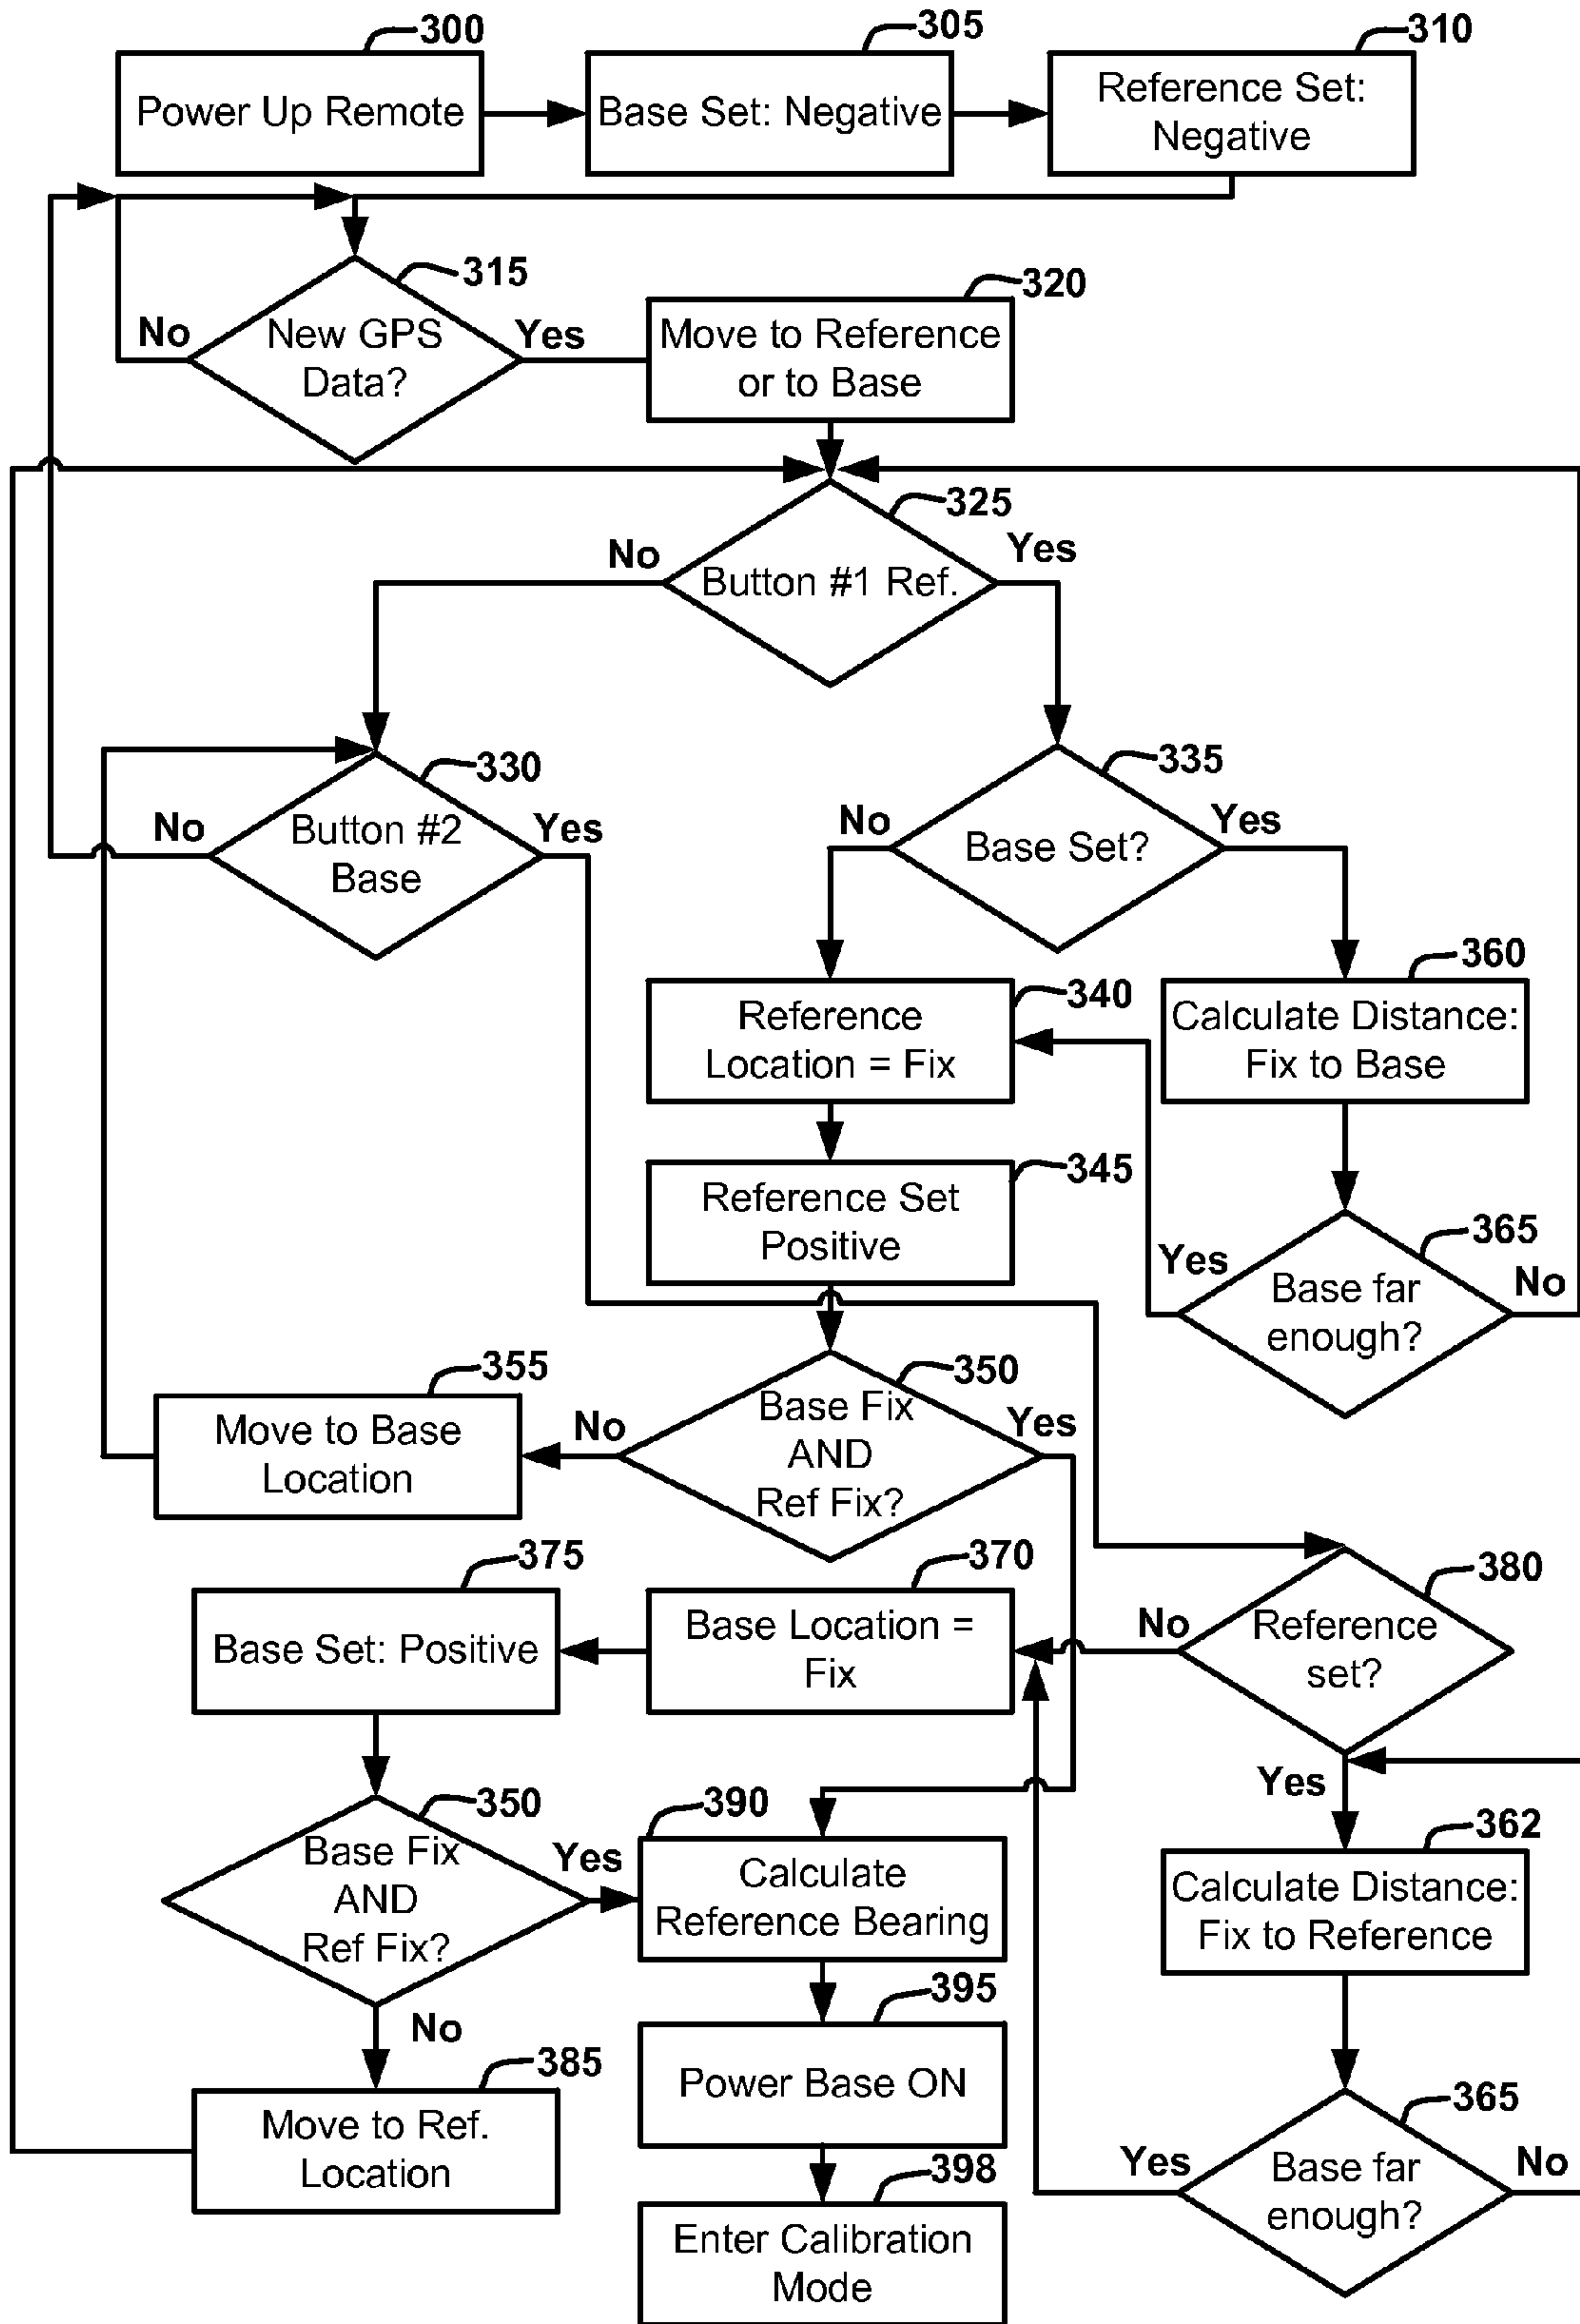 300
Power Up Remote
305
Base Set: Negative
310
Reference Set:
Negative
315
New GPS
Data?
No
Yes
320
Move to Reference
or to Base
325
Button #1 Ref.
No
Yes
330
Button #2
Base
No
Yes
335
Base Set?
No
Yes
340
Reference
Location = Fix
360
Calculate Distance:
Fix to Base
345
Reference Set
Positive
365
Base far
enough?
Yes
No
350
Base Fix
AND
Ref Fix?
No
Yes
355
Move to Base
Location
375
Base Set: Positive
370
Base Location =
Fix
380
Reference
set?
No
Yes
350
Base Fix
AND
Ref Fix?
Yes
No
390
Calculate
Reference Bearing
362
Calculate Distance:
Fix to Reference
395
Power Base ON
385
Move to Ref.
Location
365
Base far
enough?
Yes
No
398
Enter Calibration
Mode